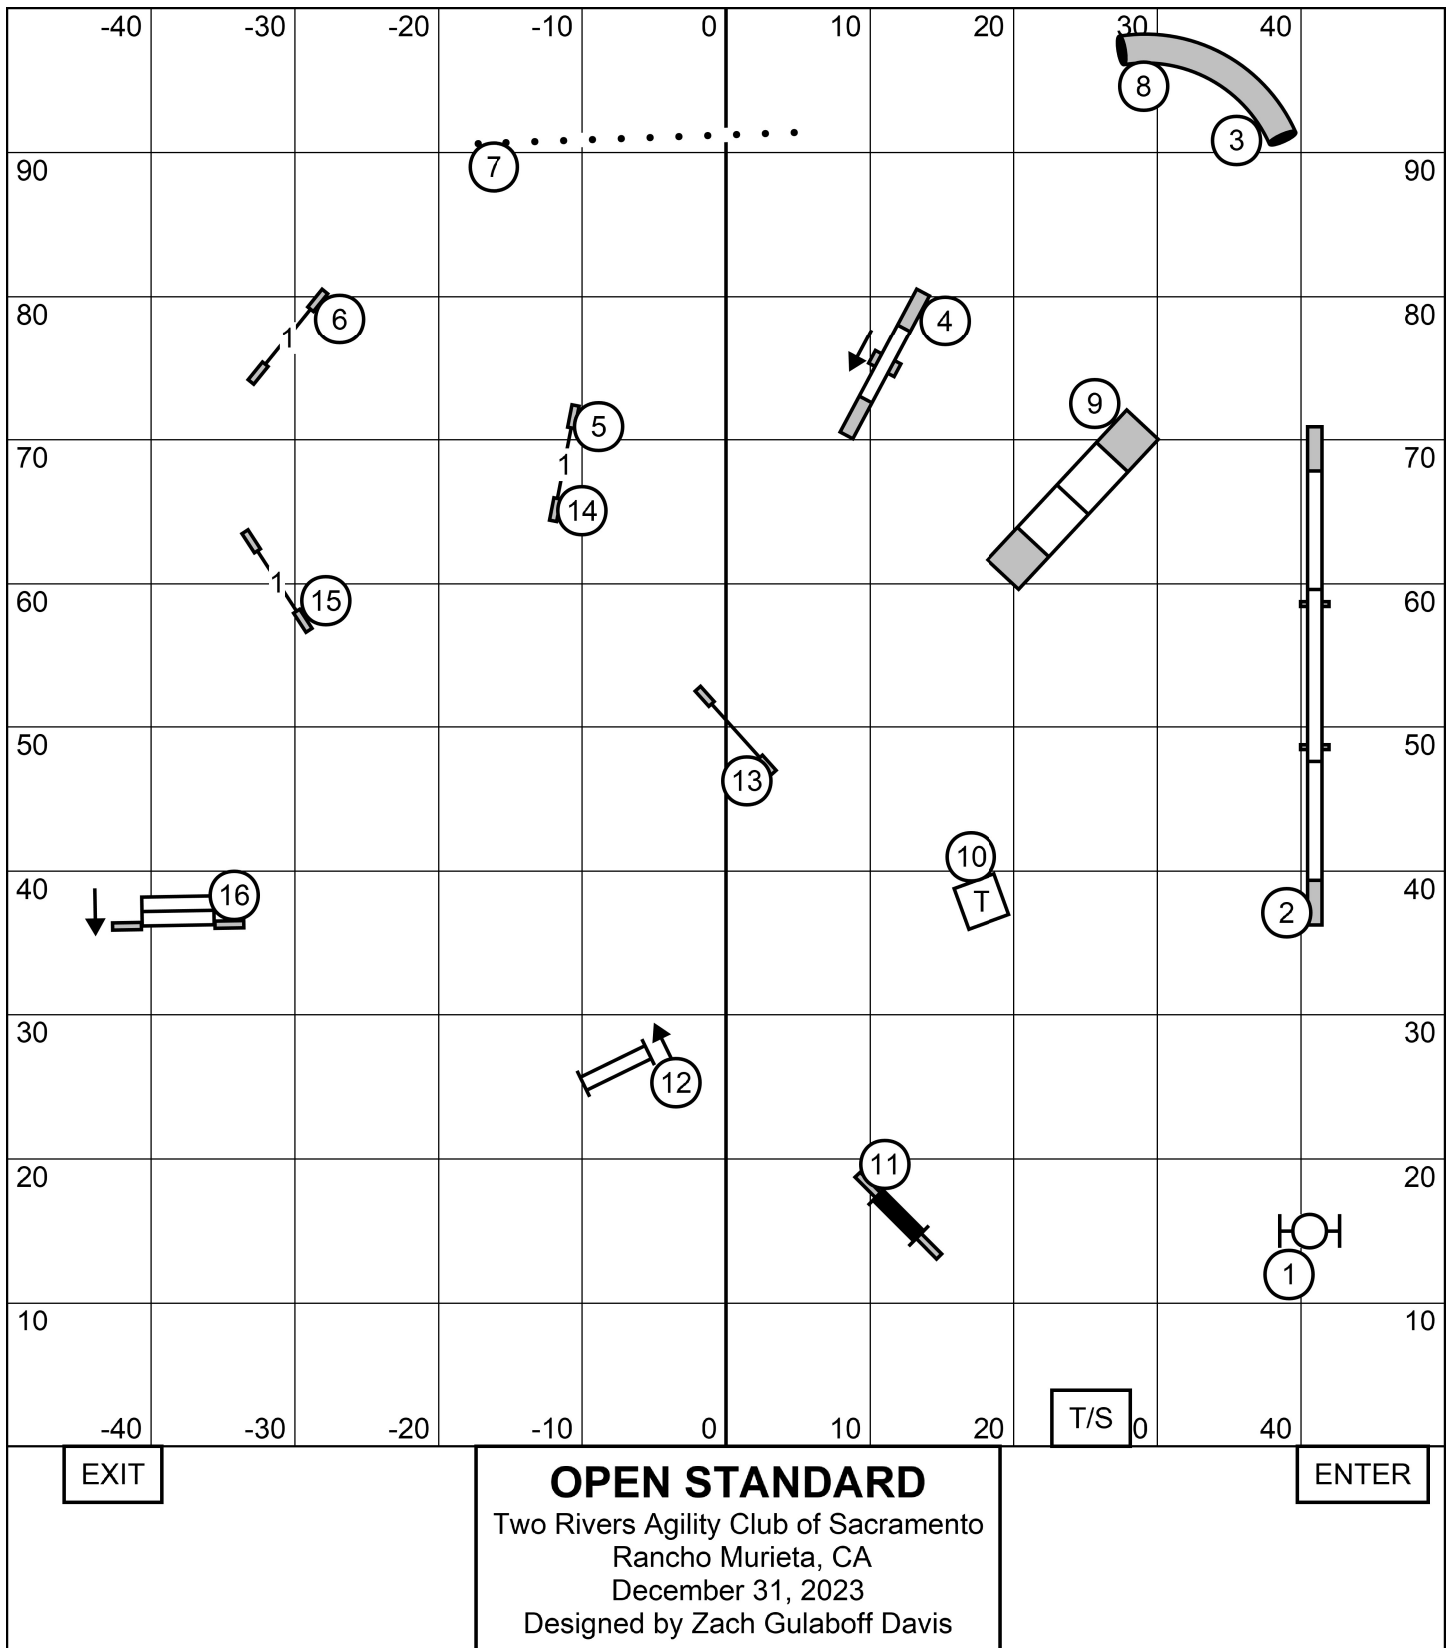 -40 -30 -20 -10 0 10 20 30 40
8
3
7
90 90
6
4
80 80
9
1
5
1
70 70
14
1
15
60 60
13
50 50
10
16
T
2
40 40
30 30
12
11
20 20
1
10 10
T/S
-40 -30 -20 -10 0 10 20 0 40
EXIT
ENTER
OPEN STANDARD
Two Rivers Agility Club of Sacramento
Rancho Murieta, CA
December 31, 2023
Designed by Zach Gulaboff Davis